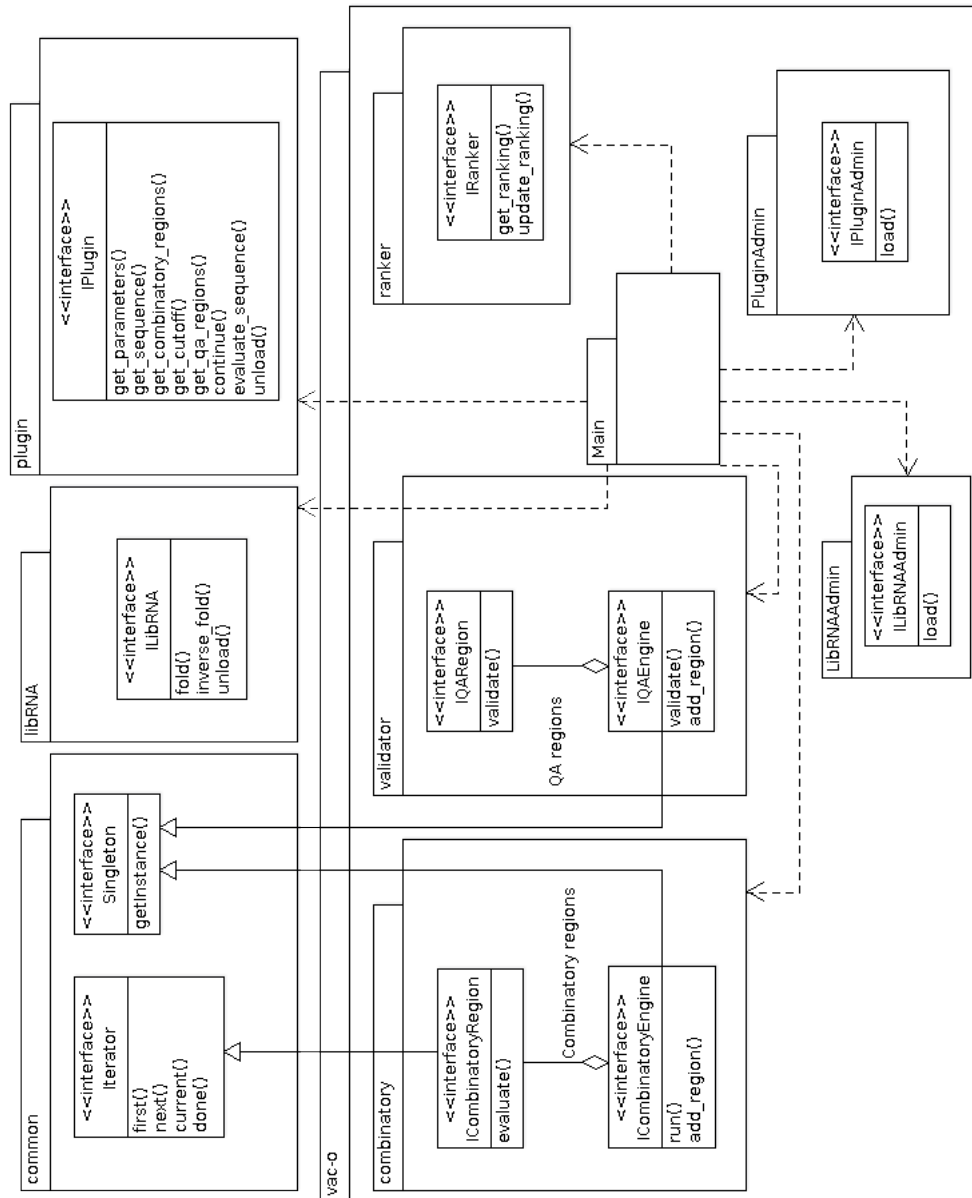 common
<<interface>>
Iterator
first()
next()
current()
done()
<<interface>>
Singleton
getInstance()
libRNA
<<interface>>
ILibRNA
fold()
inverse_fold()
unload()
plugin
<<interface>>
IPlugin
get_parameters()
get_sequence()
get_combinatory_regions()
get_cutoff()
get_qa_regions()
continue()
evaluate_sequence()
unload()
vac-o
combinatory
<<interface>>
ICombinatoryRegion
evaluate()
Combinatory regions
<<interface>>
ICombinatoryEngine
run()
add_region()
validator
<<interface>>
IQARegion
validate()
QA regions
<<interface>>
IQAEngine
validate()
add_region()
Main
ranker
<<interface>>
IRanker
get_ranking()
update_ranking()
LibRNAAdmin
<<interface>>
ILibRNAAdmin
load()
PluginAdmin
<<interface>>
IPluginAdmin
load()